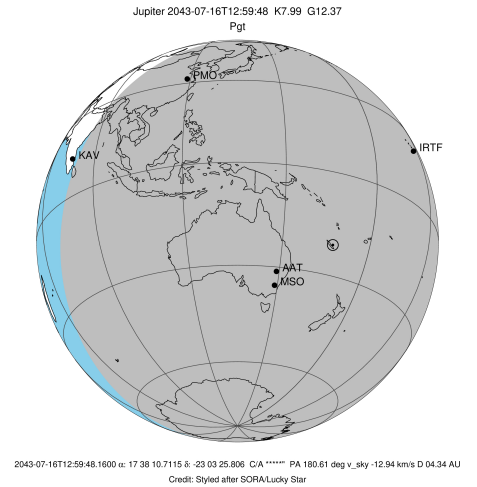 Jupiter 2043-07-16T12:59:48 K7.99 G12.37
Pgt
PMO
KAV
IRTF
AAT
MSO
2043-07-16T12:59:48.1600 α: 17 38 10.7115 δ: -23 03 25.806 C/A *****" PA 180.61 deg v_sky -12.94 km/s D 04.34 AU
Credit: Styled after SORA/Lucky Star